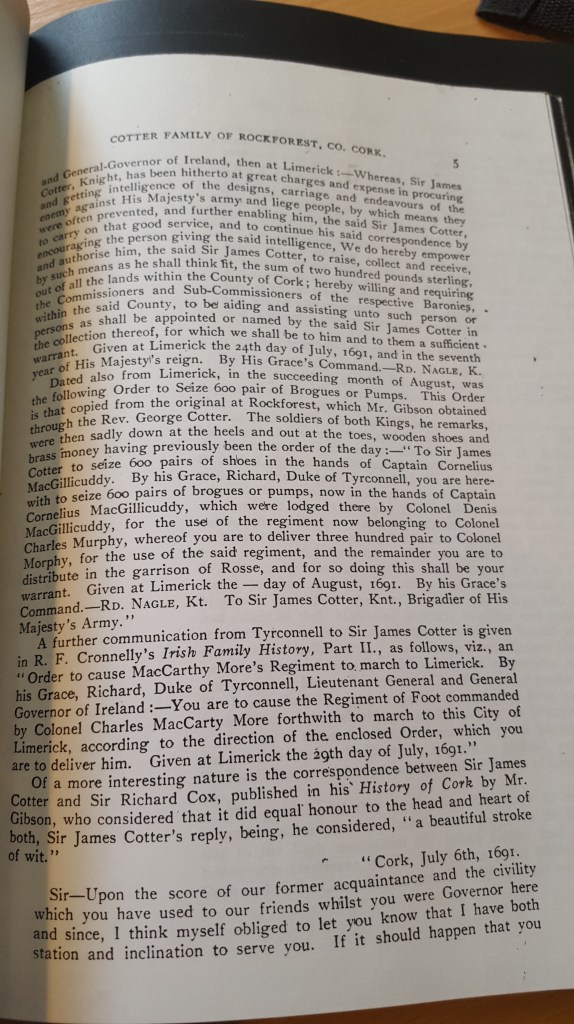 COTTER FAMILY OF ROCKFOREST, CO. CORK. 5
and General-Governor of Ireland, then at Limerick :—Whereas, Sir James
Cotter, Knight, has been hitherto at great charges and expense in procuring
and getting intelligence of the designs, carriage and endeavours of the
enemy against His Majesty's army and liege people, by which means they
were often prevented, and further enabling him, the said Sir James Cotter,
to carry on that good service, and to continue his said correspondence by
encouraging the person giving the said intelligence, We do hereby empower
and authorise him, the said Sir James Cotter, to raise, collect and receive,
by such means as he shall think fit, the sum of two hundred pounds sterling,
out of all the lands within the County of Cork; hereby willing and requiring
the Commissioners and Sub-Commissioners of the respective Baronies,
within the said County, to be aiding and assisting unto such person or
persons as shall be appointed or named by the said Sir James Cotter in
the collection thereof, for which we shall be to him and to them a sufficient
warrant. Given at Limerick the 24th day of July, 1691, and in the seventh
year of His Majesty's reign. By His Grace's Command.—RD. NAGLE, K.
Dated also from Limerick, in the succeeding month of August, was
the following Order to Seize 600 pair of Brogues or Pumps. This Order
is that copied from the original at Rockforest, which Mr. Gibson obtained
through the Rev. George Cotter. The soldiers of both Kings, he remarks,
were then sadly down at the heels and out at the toes, wooden shoes and
brass money having previously been the order of the day :—"To Sir James
Cotter to seize 600 pairs of shoes in the hands of Captain Cornelius
MacGillicuddy. By his Grace, Richard, Duke of Tyrconnell, you are here-
with to seize 600 pairs of brogues or pumps, now in the hands of Captain
Cornelius MacGillicuddy, which were lodged there by Colonel Denis
MacGillicuddy, for the use of the regiment now belonging to Colonel
Charles Murphy, whereof you are to deliver three hundred pair to Colonel
Morphy, for the use of the said regiment, and the remainder you are to
distribute in the garrison of Rosse, and for so doing this shall be your
warrant. Given at Limerick the — day of August, 1691. By his Grace's
Command.—RD. NAGLE, Kt. To Sir James Cotter, Knt., Brigadier of His
Majesty's Army."
A further communication from Tyrconnell to Sir James Cotter is given
in R. F. Cronnelly's Irish Family History, Part II., as follows, viz., an
"Order to cause MacCarthy More's Regiment to march to Limerick. By
his Grace, Richard, Duke of Tyrconnell, Lieutenant General and General
Governor of Ireland :—You are to cause the Regiment of Foot commanded
by Colonel Charles MacCarty More forthwith to march to this City of
Limerick, according to the direction of the enclosed Order, which you
are to deliver him. Given at Limerick the 29th day of July, 1691."
Of a more interesting nature is the correspondence between Sir James
Cotter and Sir Richard Cox, published in his History of Cork by Mr.
Gibson, who considered that it did equal honour to the head and heart of
both, Sir James Cotter's reply, being, he considered, "a beautiful stroke
of wit."
"Cork, July 6th, 1691.
Sir—Upon the score of our former acquaintance and the civility
which you have used to our friends whilst you were Governor here
and since, I think myself obliged to let you know that I have both
station and inclination to serve you. If it should happen that you